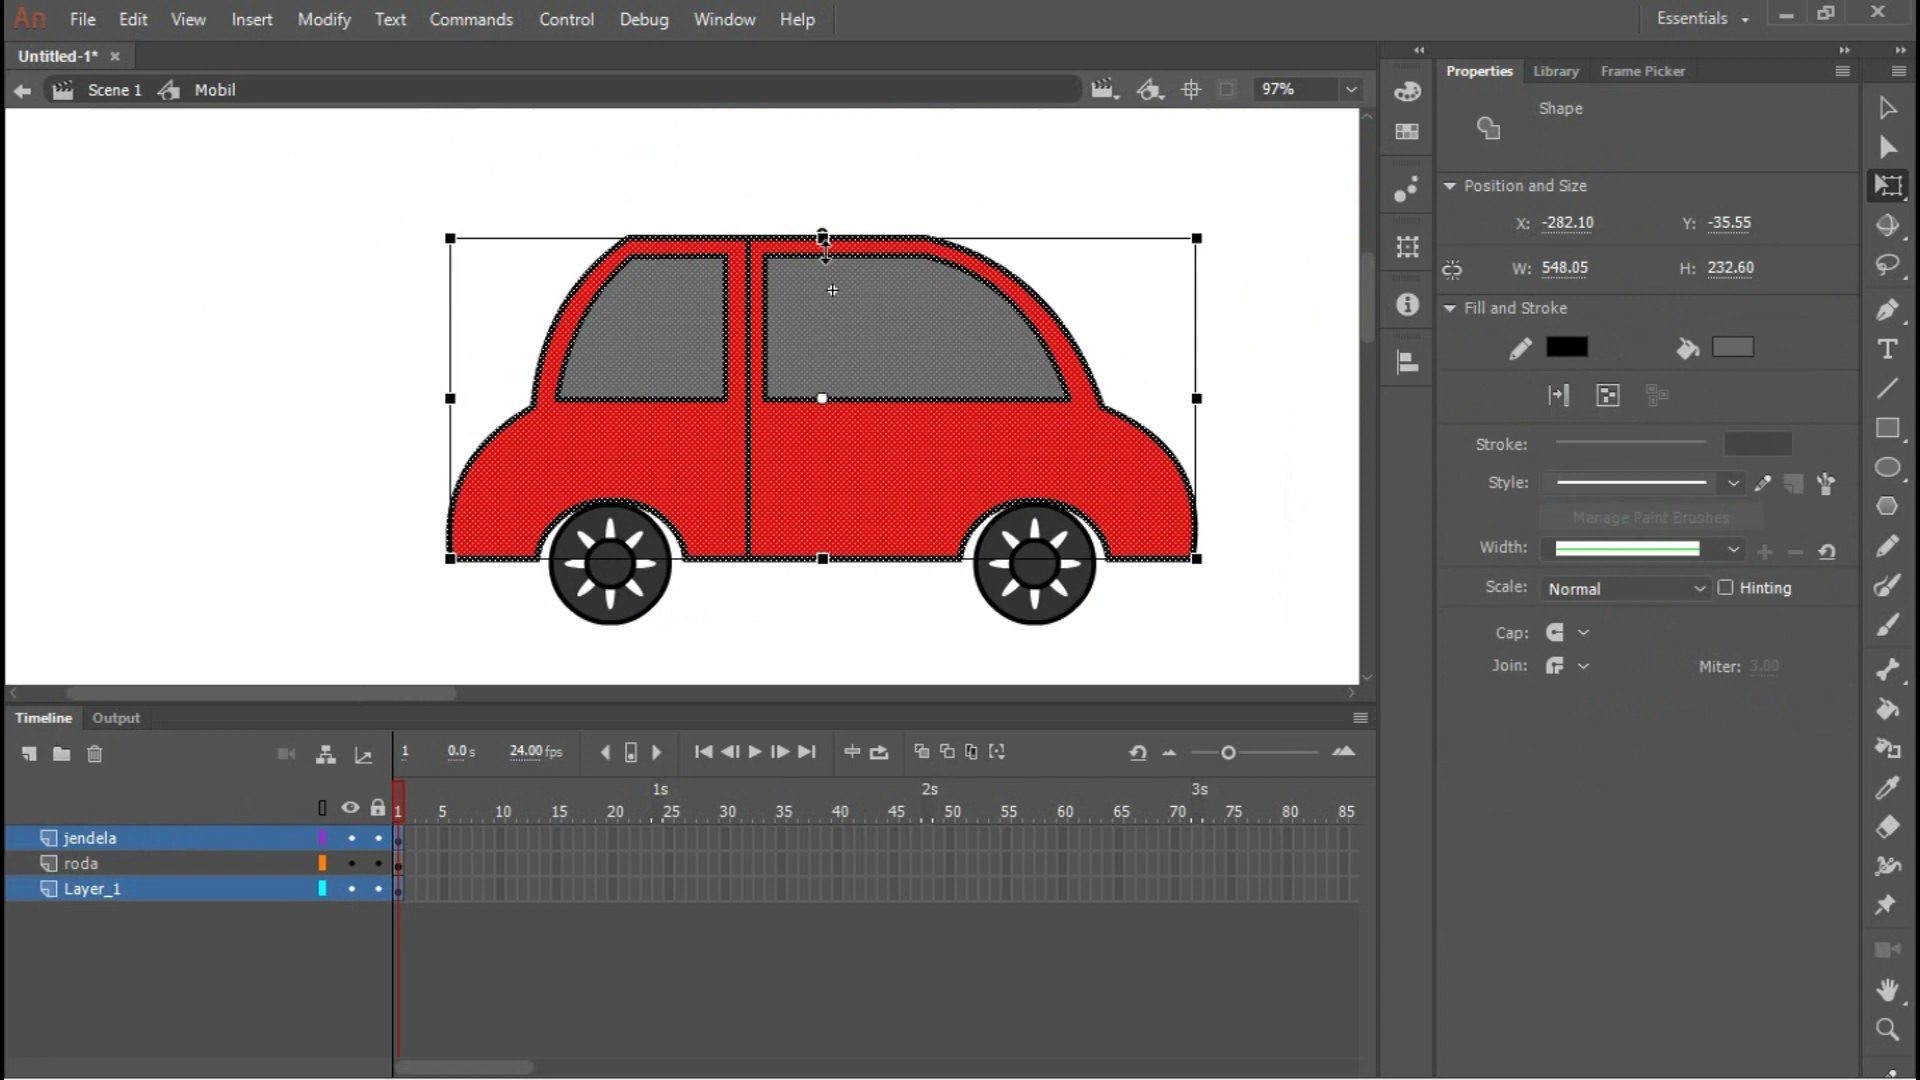 An File Edit View Insert Modify Text Commands Control Debug Window Help Essentials
Untitled-1*
Scene 1 Mobil 97%
Properties Library Frame Picker
Shape
Position and Size
X: -282.10 Y: -35.55
W: 548.05 H: 232.60
Fill and Stroke
Stroke:
Style:
Manage Paint Brushes
Width:
Scale: Normal Hinting
Cap:
Join: Miter: 3.00
Timeline Output
1 0.0 s 24.00 fps
1s 2s 3s
1 5 10 15 20 25 30 35 40 45 50 55 60 65 70 75 80 85
jendela
roda
Layer_1